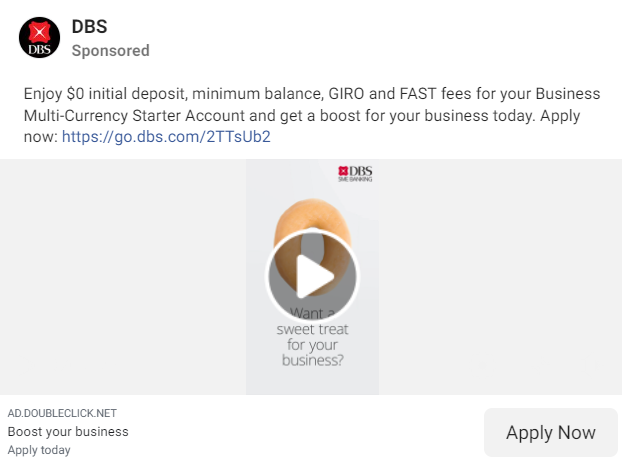 DBS
DBS
Sponsored
Enjoy $0 initial deposit, minimum balance, GIRO and FAST fees for your Business
Multi-Currency Starter Account and get a boost for your business today. Apply
now: https://go.dbs.com/2TTsUb2
DBS
SME BANKING
Want a
sweet treat
for your
business?
AD.DOUBLECLICK.NET
Boost your business
Apply today
Apply Now